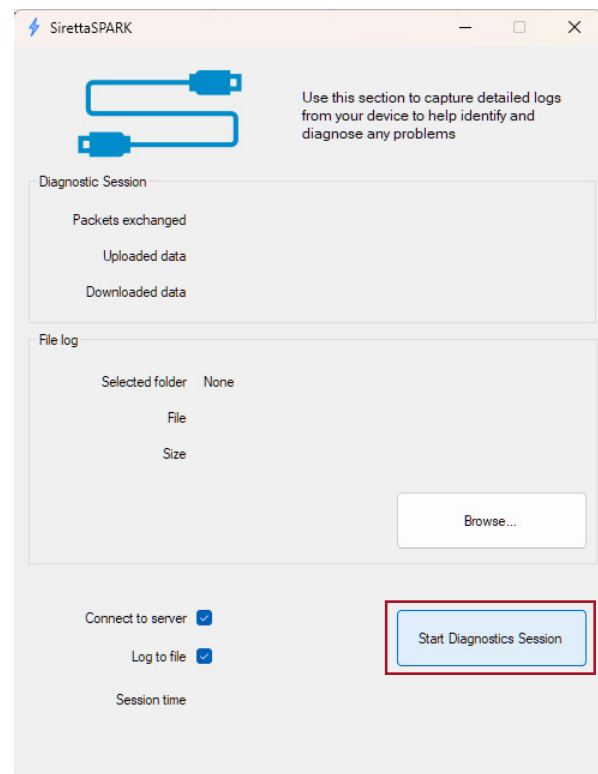 SirettaSPARK
Use this section to capture detailed logs
from your device to help identify and
diagnose any problems
Diagnostic Session
Packets exchanged
Uploaded data
Downloaded data
File log
Selected folder None
File
Size
Browse...
Connect to server
Start Diagnostics Session
Log to file
Session time